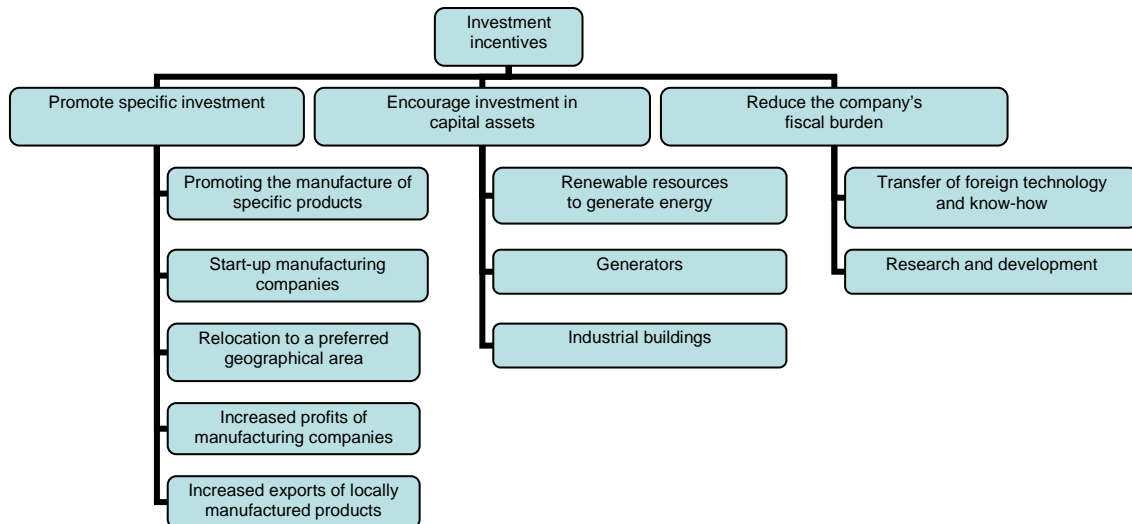 Investment
incentives
Promote specific investment
Encourage investment in
capital assets
Reduce the company's
fiscal burden
Promoting the manufacture of
specific products
Start-up manufacturing
companies
Relocation to a preferred
geographical area
Increased profits of
manufacturing companies
Increased exports of locally
manufactured products
Renewable resources
to generate energy
Generators
Industrial buildings
Transfer of foreign technology
and know-how
Research and development